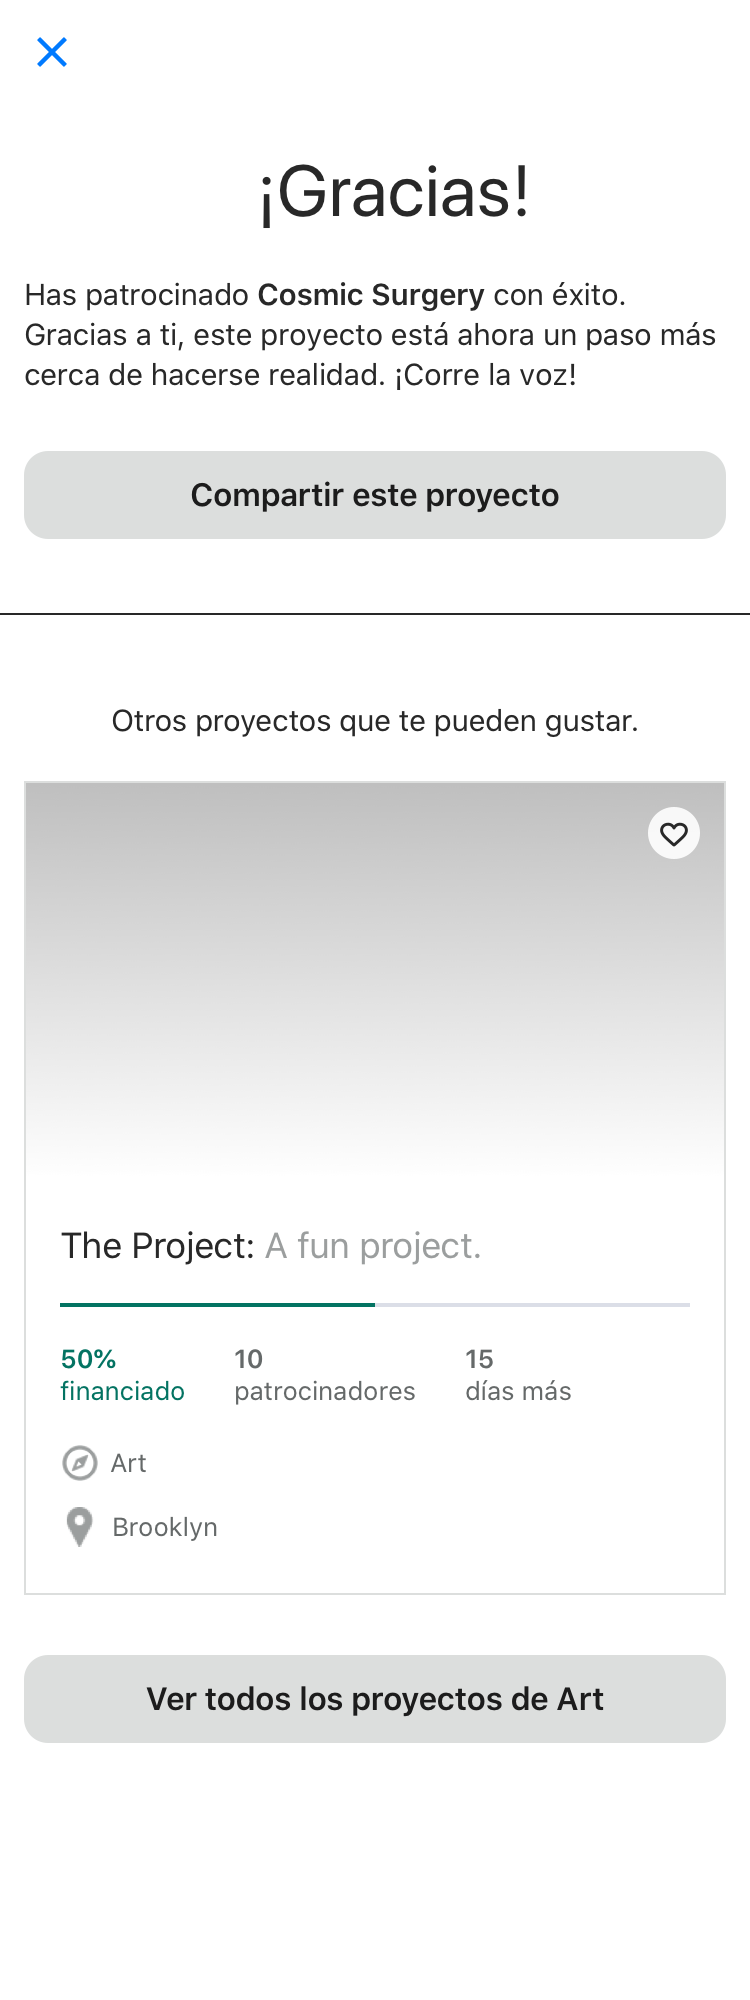 ¡Gracias!
Has patrocinado Cosmic Surgery con éxito.
Gracias a ti, este proyecto está ahora un paso más
cerca de hacerse realidad. ¡Corre la voz!
Compartir este proyecto
Otros proyectos que te pueden gustar.
The Project: A fun project.
50% 10 15
financiado patrocinadores días más
Art
Brooklyn
Ver todos los proyectos de Art